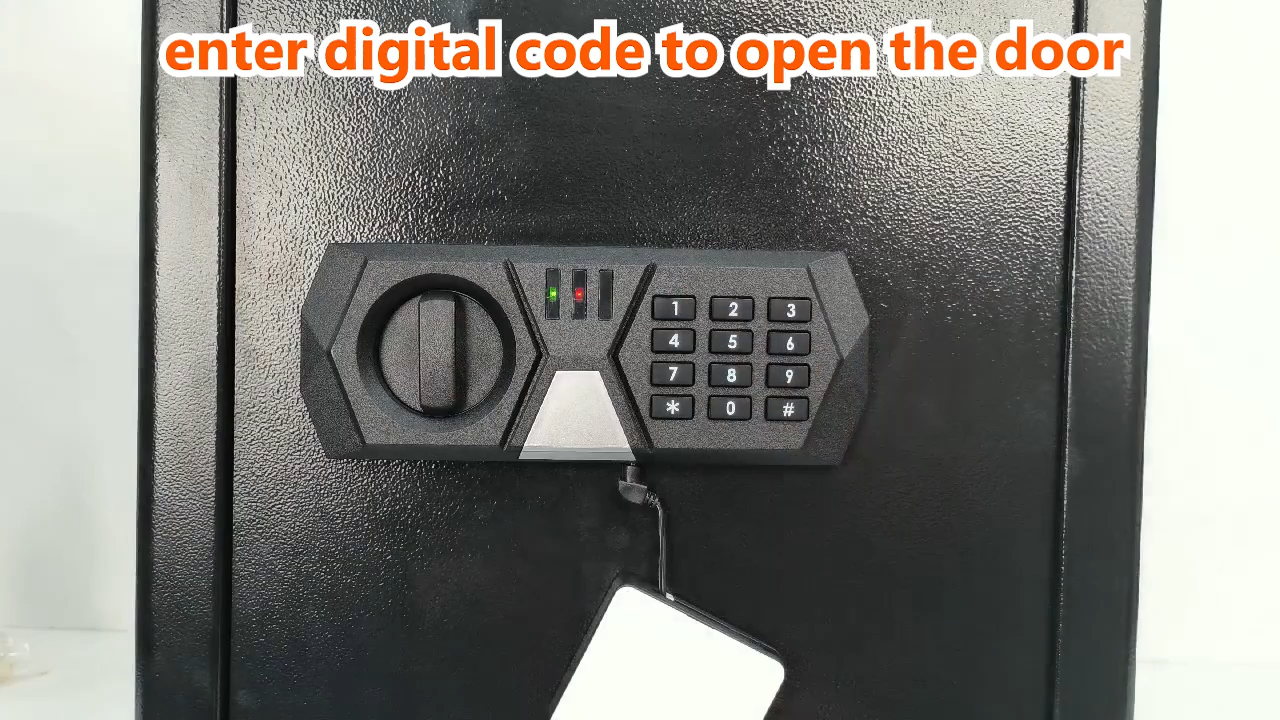 enter digital code to open the door
1 2 3
4 5 6
7 8 9
* 0 #